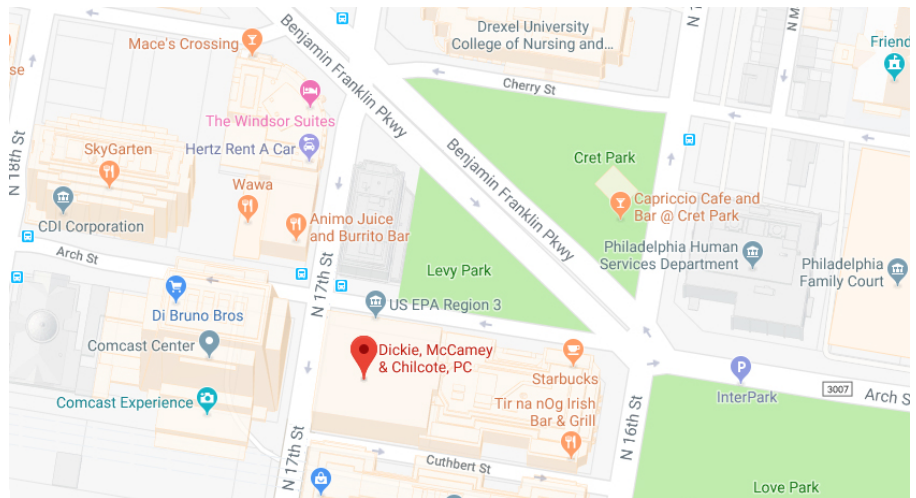 Drexel University
College of Nursing and...
Mace's Crossing
Friend
se
Benjamin Franklin Pkwy
Cherry St
The Windsor Suites
Hertz Rent A Car
N 18th St
SkyGarten
Cret Park
Benjamin Franklin Pkwy
Wawa
Capriccio Cafe and
Bar @ Cret Park
CDI Corporation
Animo Juice
and Burrito Bar
Philadelphia Human
Services Department
Arch St
Philadelphia
Family Court
Levy Park
N 17th St
US EPA Region 3
Di Bruno Bros
Comcast Center
Dickie, McCamey
& Chilcote, PC
Starbucks
P
InterPark
3007
Arch S
Comcast Experience
Tir na nOg Irish
Bar & Grill
N 16th St
N 17th St
Cuthbert St
Love Park